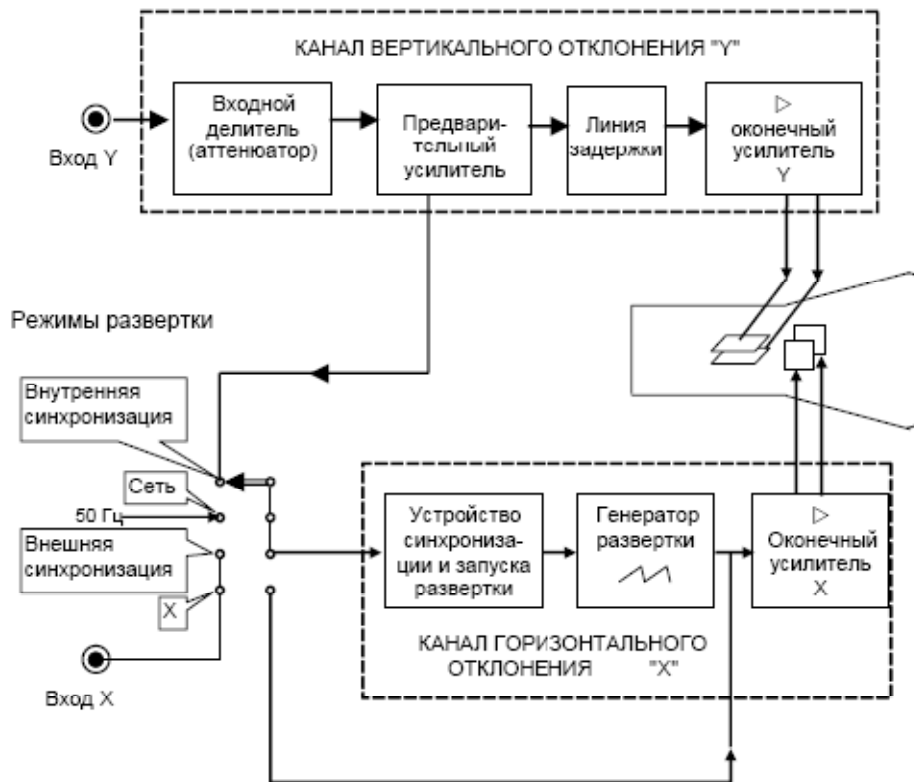 КАНАЛ ВЕРТИКАЛЬНОГО ОТКЛОНЕНИЯ "Y"
Вход Y
Входной
делитель
(аттенюатор)
Предвари-
тельный
усилитель
Линия
задержки
▷
оконечный
усилитель
Y
Режимы развертки
Внутренняя
синхронизация
Сеть
50 Гц
Внешняя
синхронизация
X
Вход X
Устройство
синхрониза-
ции и запуска
развертки
Генератор
развертки
▷
Оконечный
усилитель
X
КАНАЛ ГОРИЗОНТАЛЬНОГО
ОТКЛОНЕНИЯ "X"